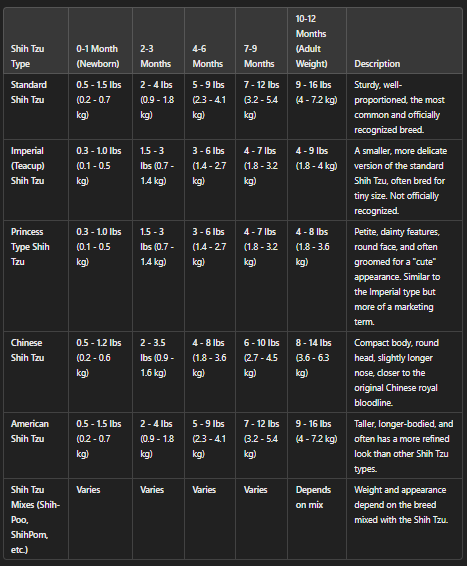 Shih Tzu Type | 0-1 Month (Newborn) | 2-3 Months | 4-6 Months | 7-9 Months | 10-12 Months (Adult Weight) | Description
Standard Shih Tzu | 0.5 - 1.5 lbs (0.2 - 0.7 kg) | 2 - 4 lbs (0.9 - 1.8 kg) | 5 - 9 lbs (2.3 - 4.1 kg) | 7 - 12 lbs (3.2 - 5.4 kg) | 9 - 16 lbs (4 - 7.2 kg) | Sturdy, well-proportioned, the most common and officially recognized breed.
Imperial (Teacup) Shih Tzu | 0.3 - 1.0 lbs (0.1 - 0.5 kg) | 1.5 - 3 lbs (0.7 - 1.4 kg) | 3 - 6 lbs (1.4 - 2.7 kg) | 4 - 7 lbs (1.8 - 3.2 kg) | 4 - 9 lbs (1.8 - 4 kg) | A smaller, more delicate version of the standard Shih Tzu, often bred for tiny size. Not officially recognized.
Princess Type Shih Tzu | 0.3 - 1.0 lbs (0.1 - 0.5 kg) | 1.5 - 3 lbs (0.7 - 1.4 kg) | 3 - 6 lbs (1.4 - 2.7 kg) | 4 - 7 lbs (1.8 - 3.2 kg) | 4 - 8 lbs (1.8 - 3.6 kg) | Petite, dainty features, round face, and often groomed for a "cute" appearance. Similar to the Imperial type but more of a marketing term.
Chinese Shih Tzu | 0.5 - 1.2 lbs (0.2 - 0.6 kg) | 2 - 3.5 lbs (0.9 - 1.6 kg) | 4 - 8 lbs (1.8 - 3.6 kg) | 6 - 10 lbs (2.7 - 4.5 kg) | 8 - 14 lbs (3.6 - 6.3 kg) | Compact body, round head, slightly longer nose, closer to the original Chinese royal bloodline.
American Shih Tzu | 0.5 - 1.5 lbs (0.2 - 0.7 kg) | 2 - 4 lbs (0.9 - 1.8 kg) | 5 - 9 lbs (2.3 - 4.1 kg) | 7 - 12 lbs (3.2 - 5.4 kg) | 9 - 16 lbs (4 - 7.2 kg) | Taller, longer-bodied, and often has a more refined look than other Shih Tzu types.
Shih Tzu Mixes (Shih-Poo, ShihPom, etc.) | Varies | Varies | Varies | Varies | Depends on mix | Weight and appearance depend on the breed mixed with the Shih Tzu.